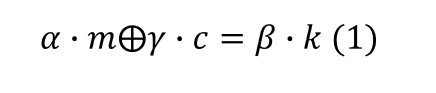 α · m⊕γ · c = β · k (1)